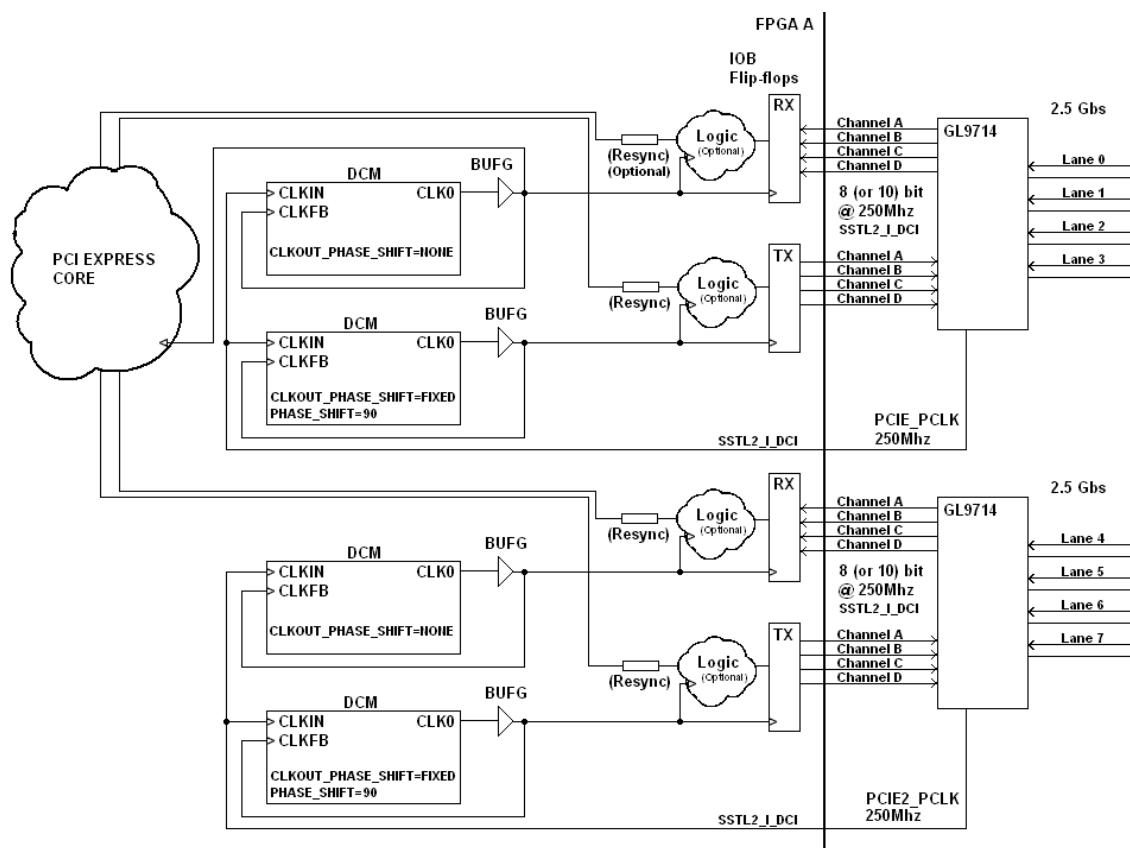 FPGA A
IOB
Flip-flops
RX
2.5 Gbs
Logic
(Optional)
(Resync)
(Optional)
Channel A
Channel B
Channel C
Channel D
GL9714
Lane 0
Lane 1
Lane 2
Lane 3
8 (or 10) bit
@ 250Mhz
SSTL2_I_DCI
DCM
BUFG
CLKIN
CLK0
CLKFB
CLKOUT_PHASE_SHIFT=NONE
PCI EXPRESS
CORE
TX
Logic
(Optional)
(Resync)
Channel A
Channel B
Channel C
Channel D
DCM
BUFG
CLKIN
CLK0
CLKFB
CLKOUT_PHASE_SHIFT=FIXED
PHASE_SHIFT=90
SSTL2_I_DCI
PCIE_PCLK
250Mhz
RX
2.5 Gbs
Logic
(Optional)
(Resync)
Channel A
Channel B
Channel C
Channel D
GL9714
Lane 4
Lane 5
Lane 6
Lane 7
8 (or 10) bit
@ 250Mhz
SSTL2_I_DCI
DCM
BUFG
CLKIN
CLK0
CLKFB
CLKOUT_PHASE_SHIFT=NONE
TX
Logic
(Optional)
(Resync)
Channel A
Channel B
Channel C
Channel D
DCM
BUFG
CLKIN
CLK0
CLKFB
CLKOUT_PHASE_SHIFT=FIXED
PHASE_SHIFT=90
SSTL2_I_DCI
PCIE2_PCLK
250Mhz